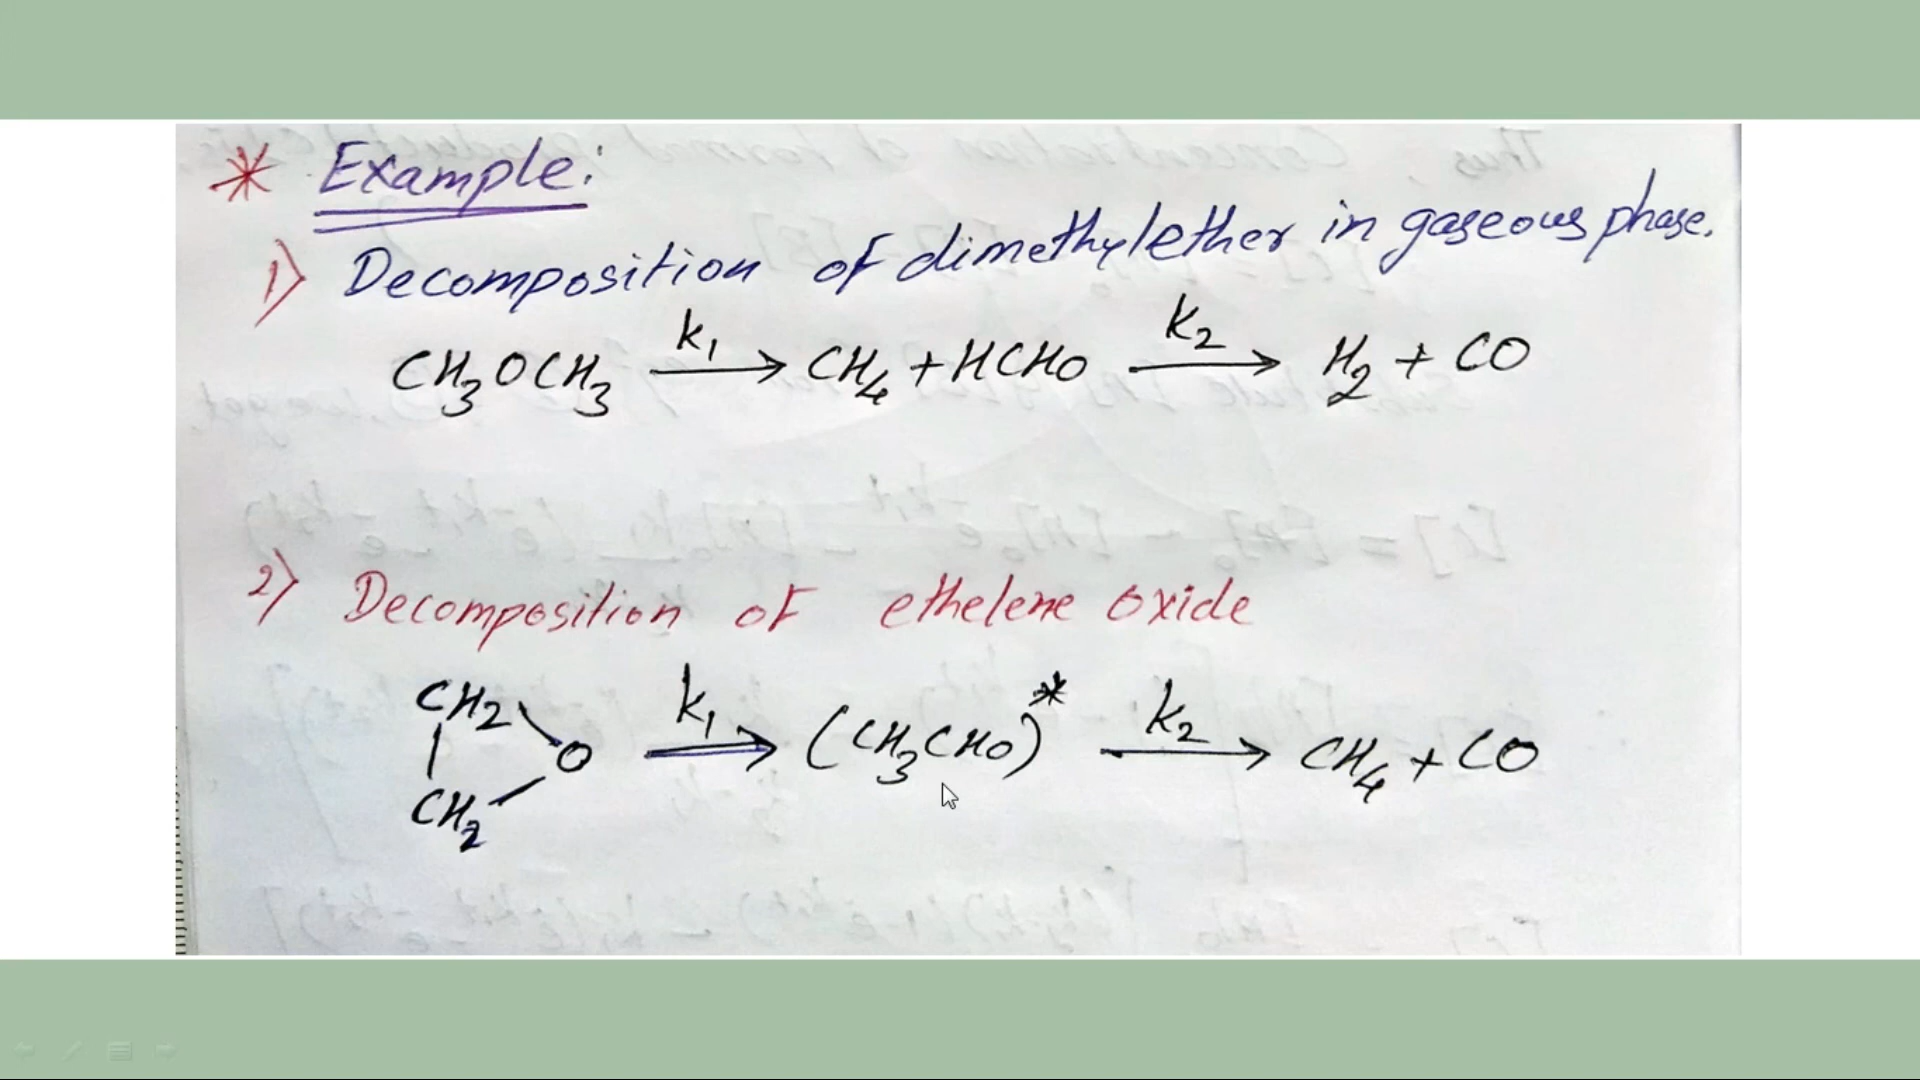 * Example:
1) Decomposition of dimethylether in gaseous phase.
CH3OCH3 k1→ CH4 + HCHO k2→ H2 + CO
2) Decomposition of ethelene oxide
CH2
k1→ (CH3CHO)* k2→ CH4 + CO
O
CH2